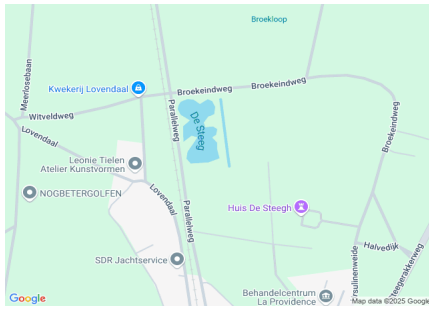 Broekloop
Meerlosebaan
Kwekerij Lovendaal
Broekeindweg
Broekeindweg
Witveldweg
Parallelweg
De Steeg
Broekeindweg
Lovendaal
Leonie Tielen
Atelier Kunstvormen
NOGBETERGOLFEN
Lovendaal
Parallelweg
Huis De Steegh
Halvedijk
SDR Jachtservice
Steegerakkerweg
Behandelcentrum
La Providence
Google
Map data ©2025 Google